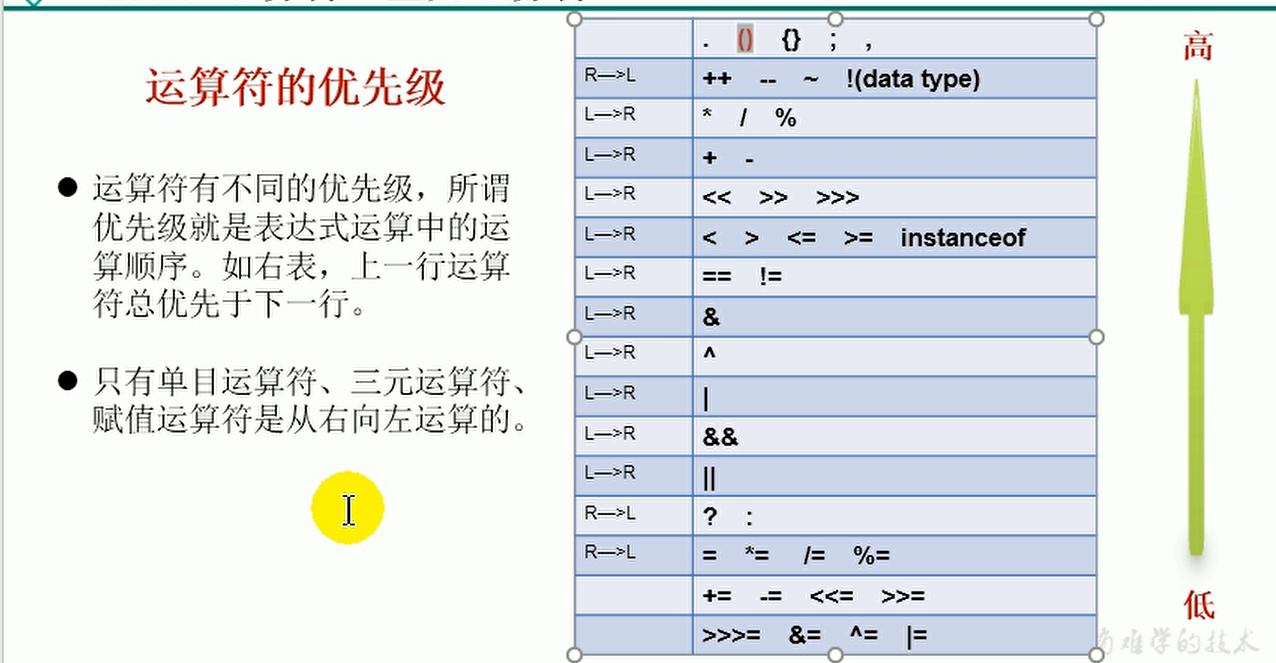 运算符的优先级
运算符有不同的优先级，所谓
优先级就是表达式运算中的运
算顺序。如右表，上一行运算
符总优先于下一行。
只有单目运算符、三元运算符、
赋值运算符是从右向左运算的。
. () {} ; ,
R—>L ++ -- ~ !(data type)
L—>R * / %
L—>R + -
L—>R << >> >>>
L—>R < > <= >= instanceof
L—>R == !=
L—>R &
L—>R ^
L—>R |
L—>R &&
L—>R ||
R—>L ? :
R—>L = *= /= %=
+= -= <<= >>=
>>>= &= ^= |=
高
低
难学的技术